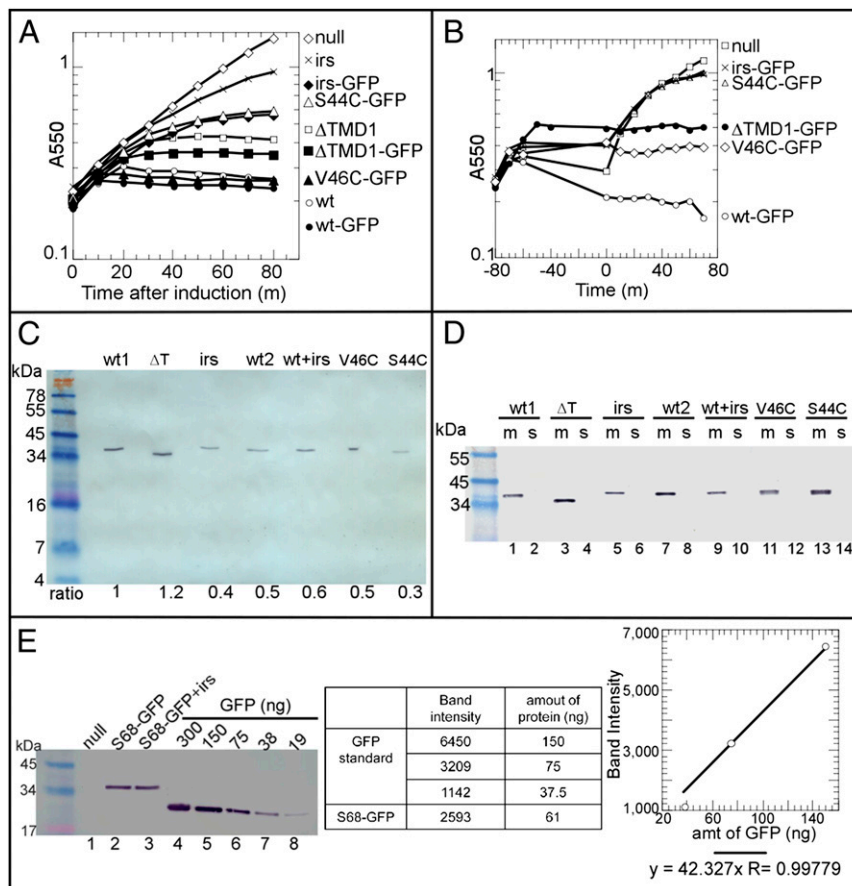 A
1
A550
0.1
0 20 40 60 80
Time after induction (m)
null
irs
irs-GFP
S44C-GFP
ΔTMD1
ΔTMD1-GFP
V46C-GFP
wt
wt-GFP
B
1
A550
0.1
-80 -40 0 40 80
Time (m)
null
irs-GFP
S44C-GFP
ΔTMD1-GFP
V46C-GFP
wt-GFP
C
kDa
wt1 ΔT irs wt2 wt+irs V46C S44C
78
55
45
34
16
7
4
ratio 1 1.2 0.4 0.5 0.6 0.5 0.3
D
wt1 ΔT irs wt2 wt+irs V46C S44C
kDa m s m s m s m s m s m s m s
55
45
34
1 2 3 4 5 6 7 8 9 10 11 12 13 14
E
GFP (ng)
null S68-GFP S68-GFP+irs 300 150 75 38 19
kDa
45
34
17
1 2 3 4 5 6 7 8
Band intensity amout of protein (ng)
GFP standard 6450 150
3209 75
1142 37.5
S68-GFP 2593 61
7,000
5,000
3,000
1,000
Band Intensity
20 60 100 140
amt of GFP (ng)
y = 42.327x R= 0.99779